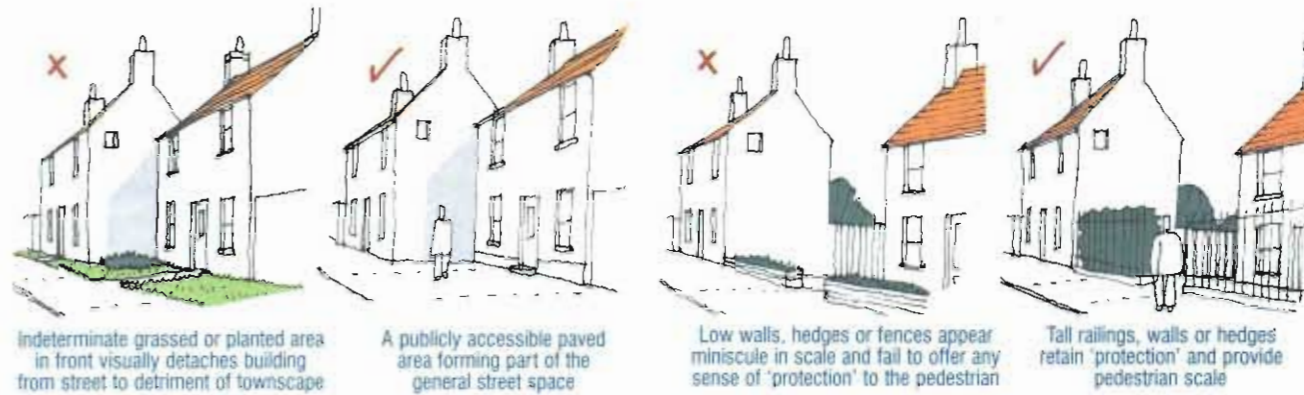 Indeterminate grassed or planted area
in front visually detaches building
from street to detriment of townscape
A publicly accessible paved
area forming part of the
general street space
Low walls, hedges or fences appear
miniscule in scale and fail to offer any
sense of 'protection' to the pedestrian
Tall railings, walls or hedges
retain 'protection' and provide
pedestrian scale